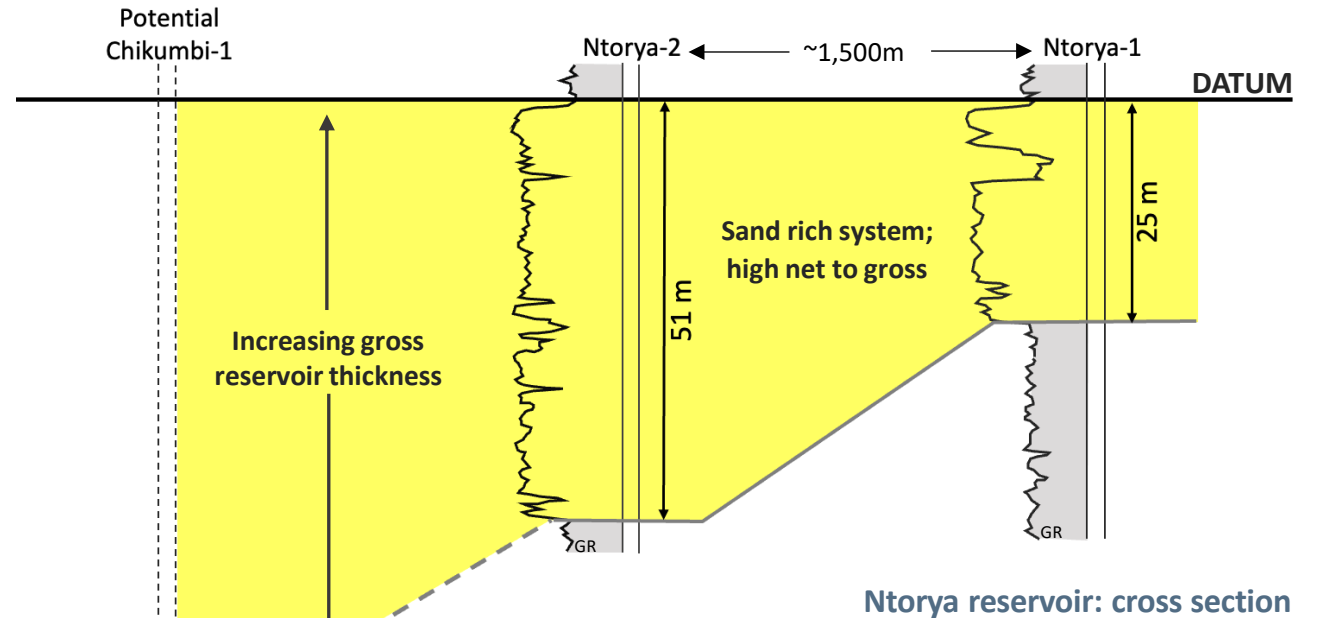 Potential
Chikumbi-1
Ntorya-2
~1,500m
Ntorya-1
DATUM
Sand rich system;
high net to gross
51 m
25 m
Increasing gross
reservoir thickness
GR
GR
Ntorya reservoir: cross section